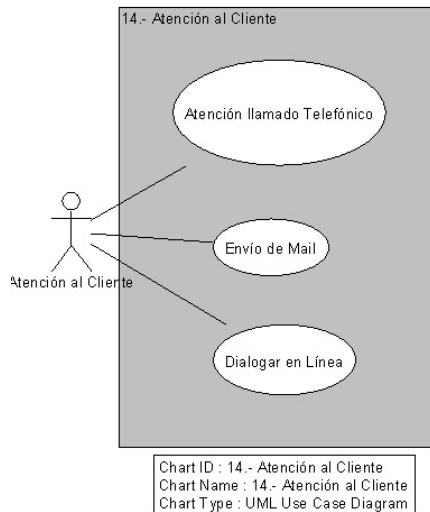 14.- Atención al Cliente
Atención llamado Telefónico
Envío de Mail
Atención al Cliente
Dialogar en Línea
Chart ID : 14.- Atención al Cliente
Chart Name : 14.- Atención al Cliente
Chart Type : UML Use Case Diagram